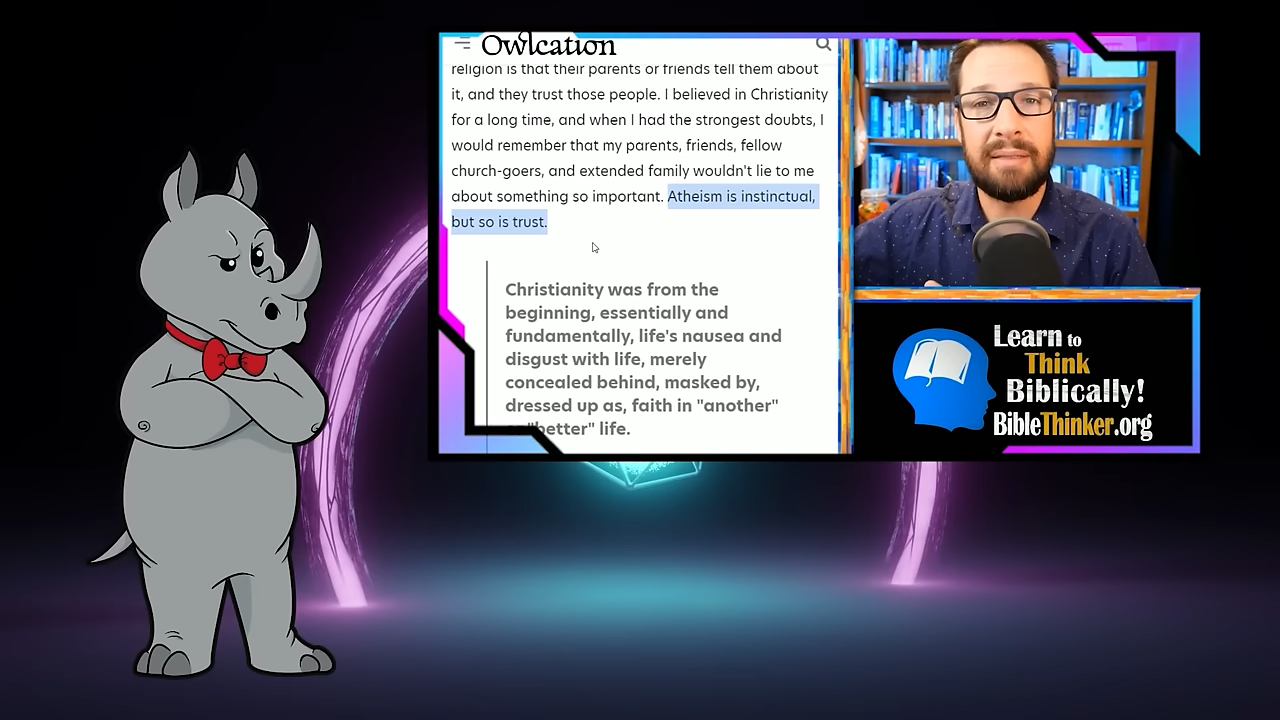 Owlcation
religion is that their parents or friends tell them about
it, and they trust those people. I believed in Christianity
for a long time, and when I had the strongest doubts, I
would remember that my parents, friends, fellow
church-goers, and extended family wouldn't lie to me
about something so important. Atheism is instinctual,
but so is trust.
Christianity was from the
beginning, essentially and
fundamentally, life's nausea and
disgust with life, merely
concealed behind, masked by,
dressed up as, faith in "another"
"better" life.
Learn to
Think
Biblically!
BibleThinker.org